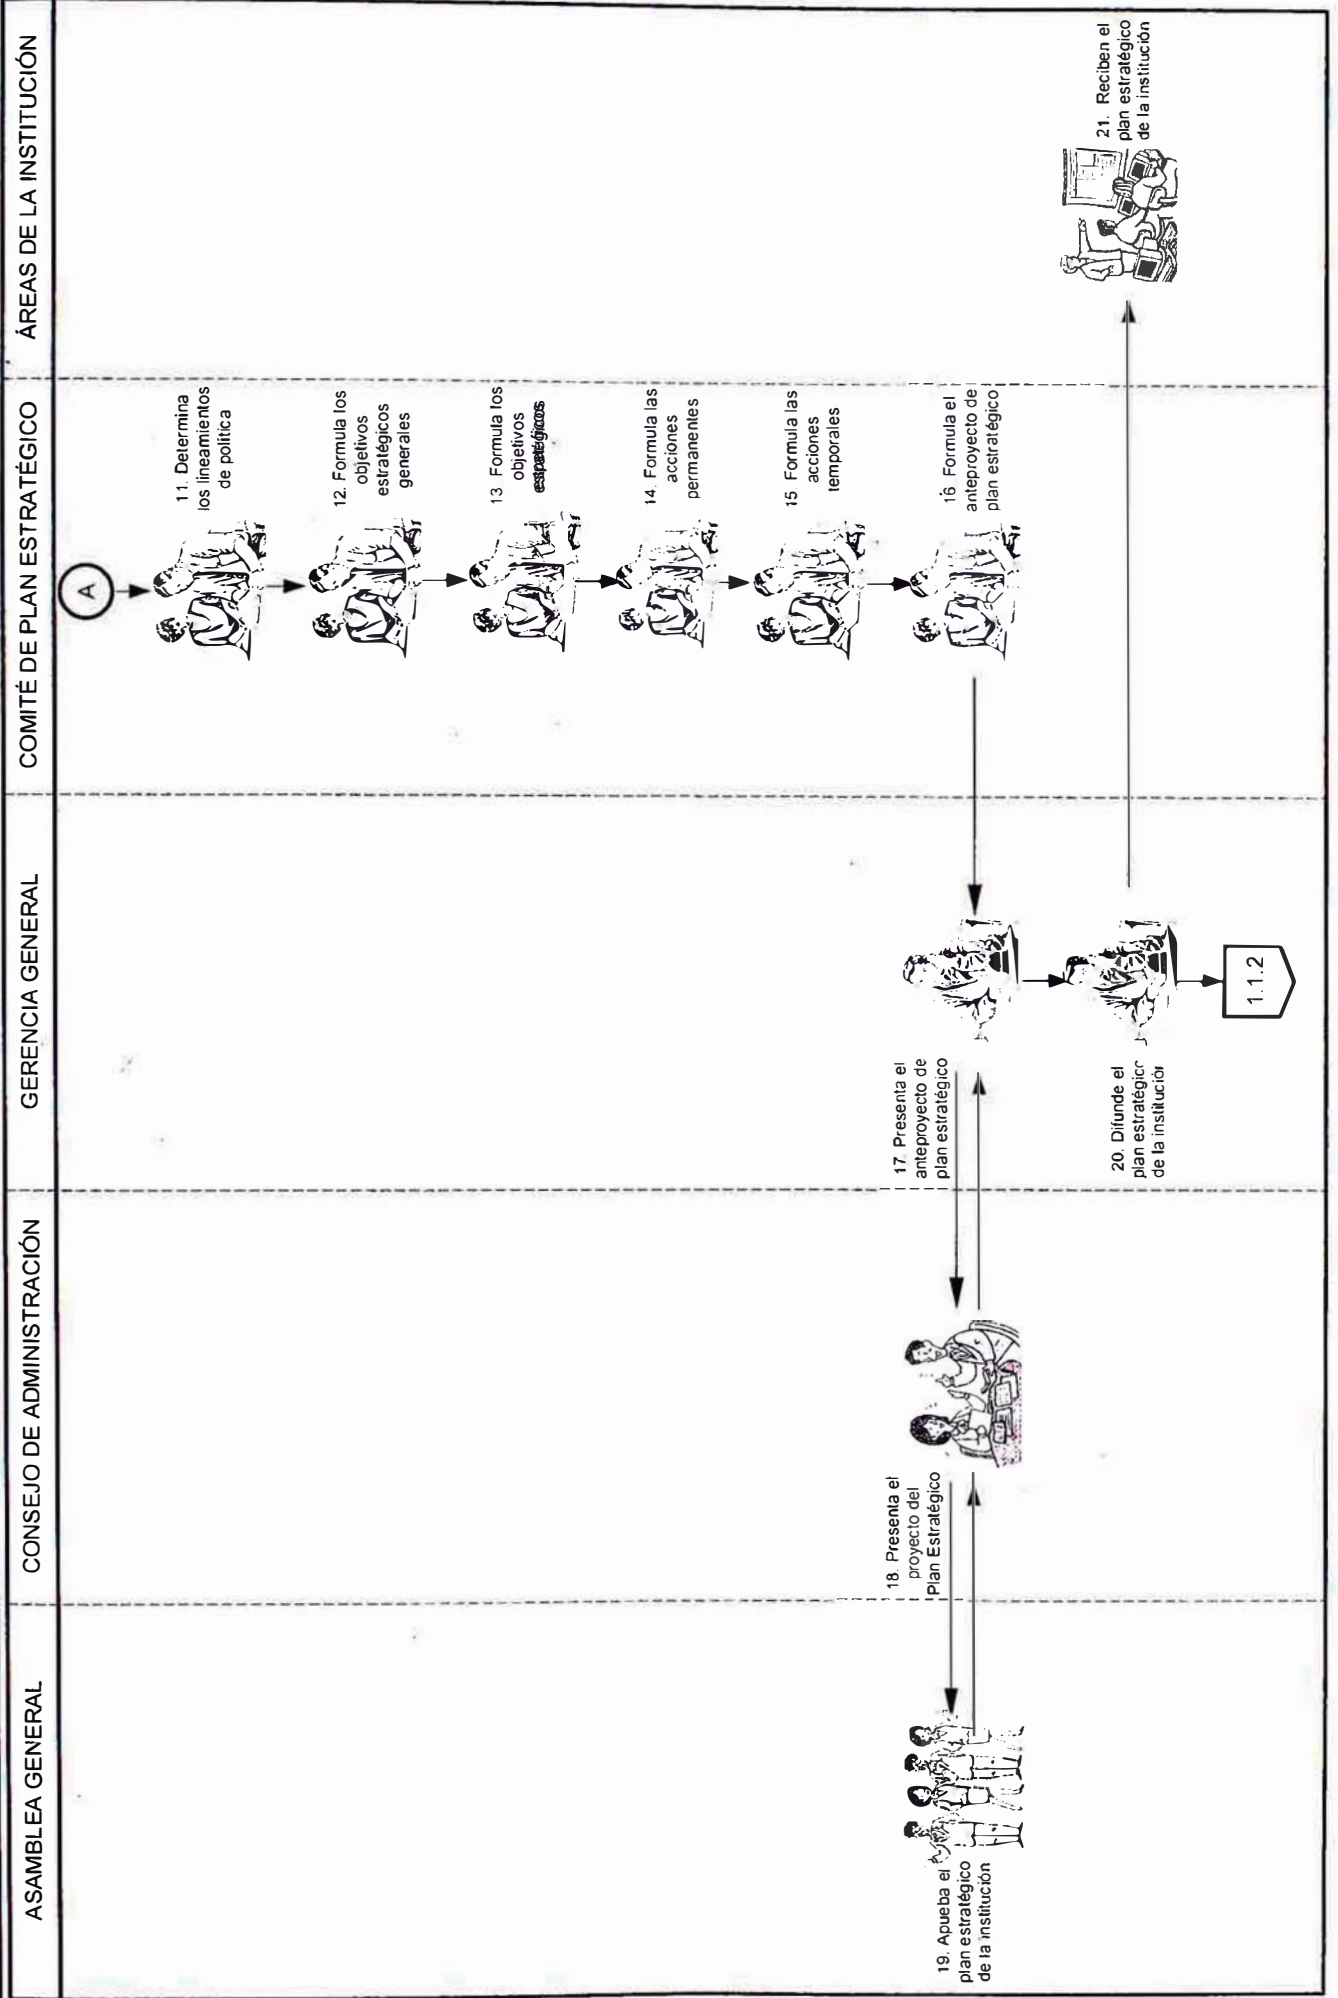 ASAMBLEA GENERAL
CONSEJO DE ADMINISTRACIÓN
GERENCIA GENERAL
COMITÉ DE PLAN ESTRATÉGICO
ÁREAS DE LA INSTITUCIÓN
A
11. Determina
los lineamientos
de politica
12. Formula los
objetivos
estratégicos
generales
13 Formula los
objetivos
14. Formula las
acciones
permanentes
15 Formula las
acciones
temporales
16 Formula el
anteproyecto de
plan estratégico
17. Presenta el
anteproyecto de
plan estratégico
18. Presenta el
proyecto del
Plan Estratégico
19. Apueba el
plan estratégico
de la institución
20. Difunde el
plan estratégico
de la institución
21. Reciben el
plan estratégico
de la institución
1.1.2